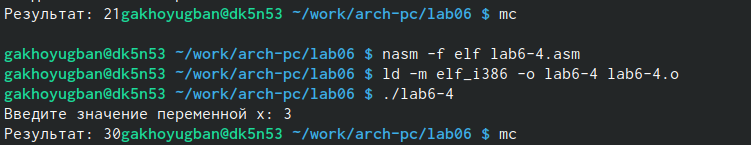 Результат: 21gakhoyugban@dk5n53 ~/work/arch-pc/lab06 $ mc
gakhoyugban@dk5n53 ~/work/arch-pc/lab06 $ nasm -f elf lab6-4.asm
gakhoyugban@dk5n53 ~/work/arch-pc/lab06 $ ld -m elf_i386 -o lab6-4 lab6-4.o
gakhoyugban@dk5n53 ~/work/arch-pc/lab06 $ ./lab6-4
Введите значение переменной x: 3
Результат: 30gakhoyugban@dk5n53 ~/work/arch-pc/lab06 $ mc